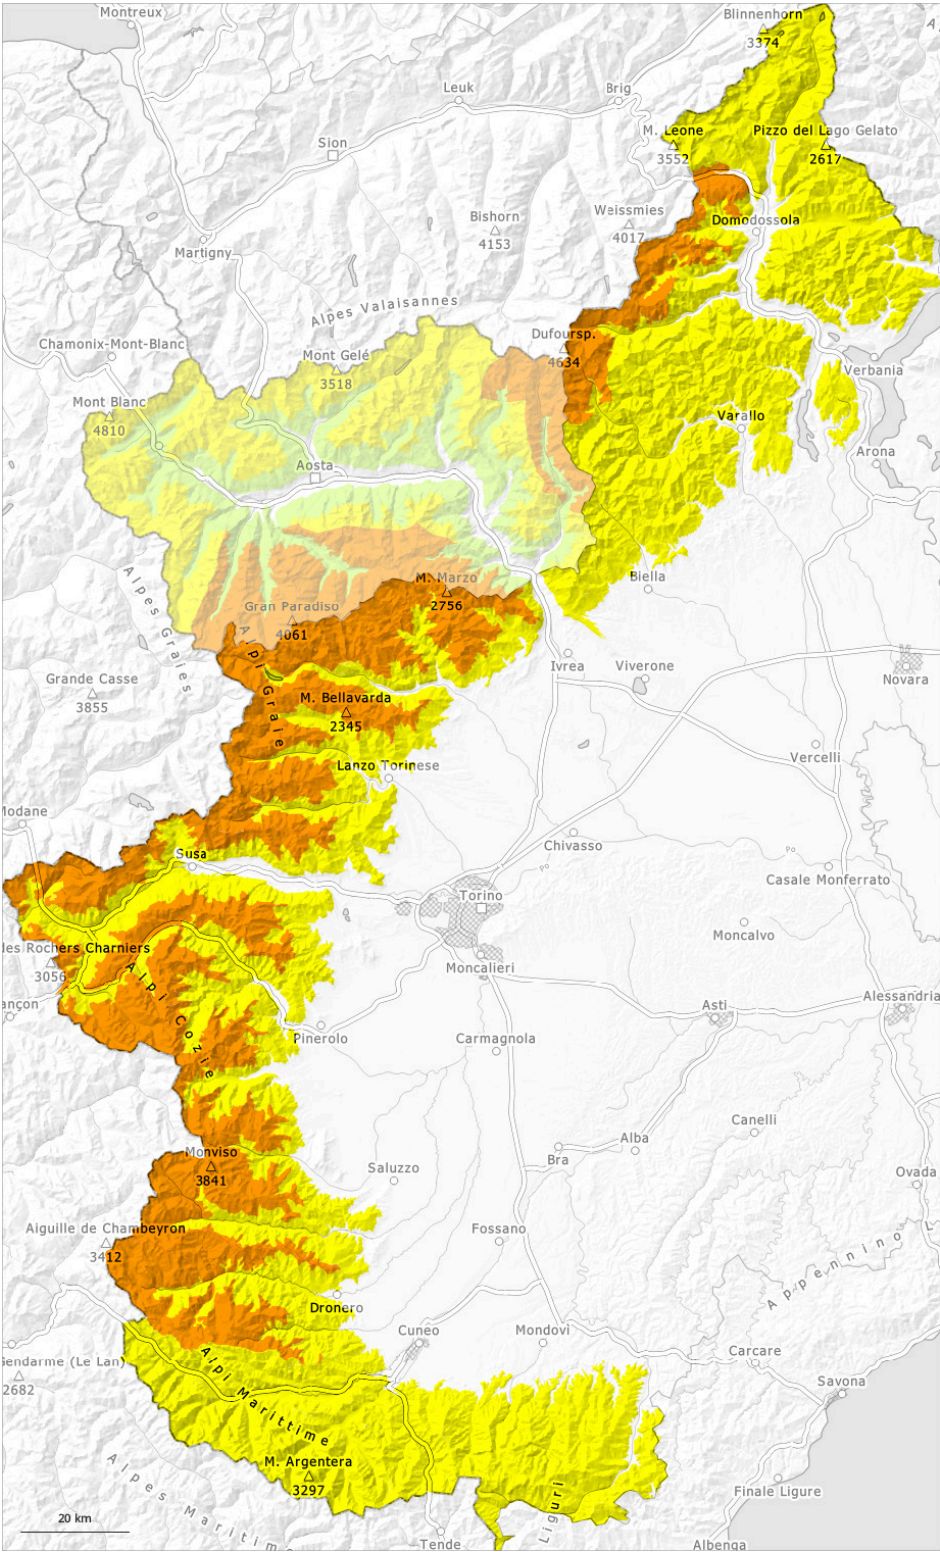 Montreux
Blinnenhorn
3374
Leuk
Brig
Sion
M. Leone
3552
Pizzo del Lago Gelato
2617
Bishorn
4153
Weissmies
4017
Domodossola
Martigny
Alpes Valaisannes
Chamonix-Mont-Blanc
Mont Gelé
3518
Dufoursp.
4634
Verbania
Mont Blanc
4810
Varallo
Arona
Aosta
Alpes Graies
M. Marzo
2756
Biella
Gran Paradiso
4061
Alpi Graie
Ivrea
Viverone
Novara
Grande Casse
3855
M. Bellavarda
2345
Lanzo Torinese
Vercelli
Modane
Chivasso
Po
Po
Susa
Casale Monferrato
Torino
Moncalvo
les Rochers Charniers
3056
Moncalieri
Alpi Cozie
ançon
Asti
Alessandria
Pinerolo
Carmagnola
Canelli
Alba
Bra
Monviso
3841
Saluzzo
Ovada
Aiguille de Chambeyron
3412
Fossano
Appennino L
Dronero
Cuneo
Mondovi
Carcare
Gendarme (Le Lan)
2682
Alpi Marittime
Savona
M. Argentera
3297
Alpes Maritime
Liguri
Finale Ligure
20 km
Tende
Albenga